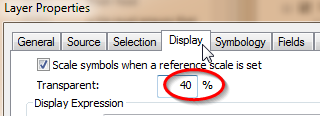 Layer Properties
General Source Selection Display Symbology Fields
Scale symbols when a reference scale is set
Transparent: 40 %
Display Expression